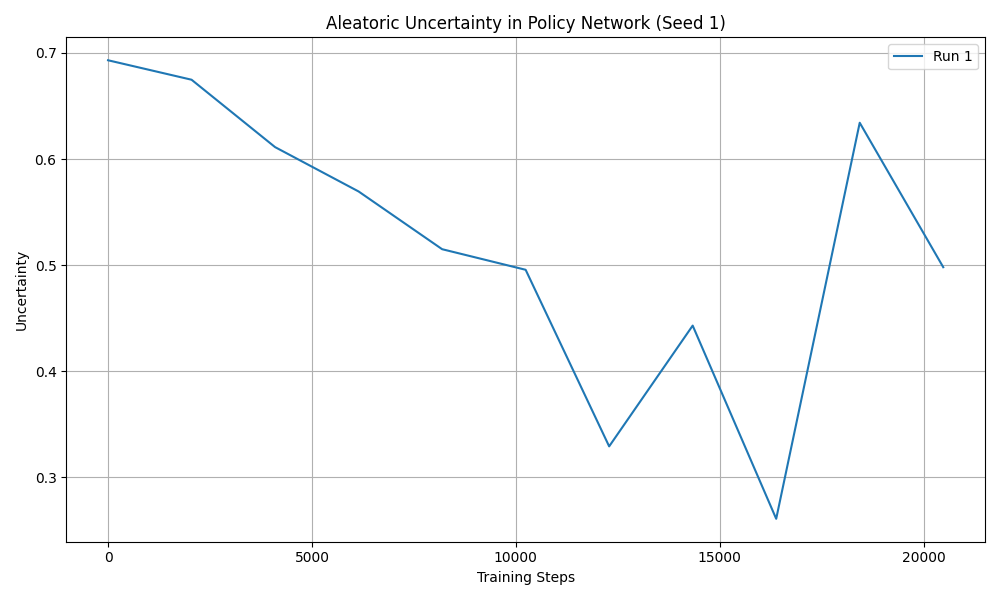 Aleatoric Uncertainty in Policy Network (Seed 1)
Run 1
Uncertainty
0.7
0.6
0.5
0.4
0.3
0 5000 10000 15000 20000
Training Steps